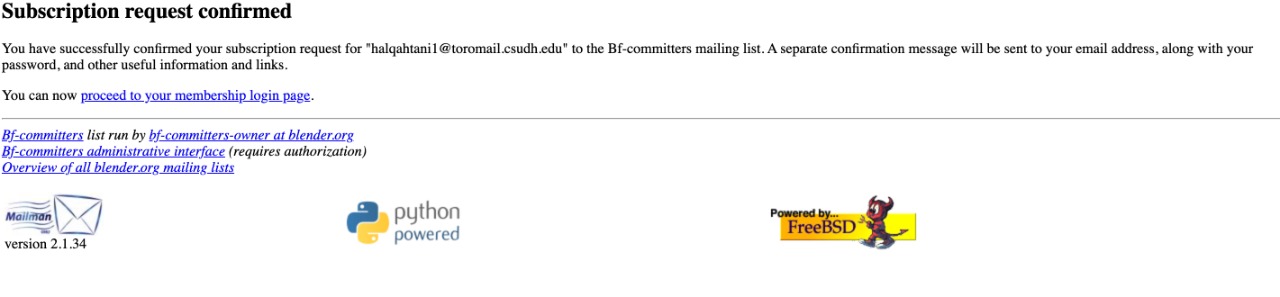 Subscription request confirmed
You have successfully confirmed your subscription request for "halqahtani1@toromail.csudh.edu" to the Bf-committers mailing list. A separate confirmation message will be sent to your email address, along with your
password, and other useful information and links.
You can now proceed to your membership login page.
Bf-committers list run by bf-committers-owner at blender.org
Bf-committers administrative interface (requires authorization)
Overview of all blender.org mailing lists
Mailman
version 2.1.34
python
powered
Powered by...
FreeBSD